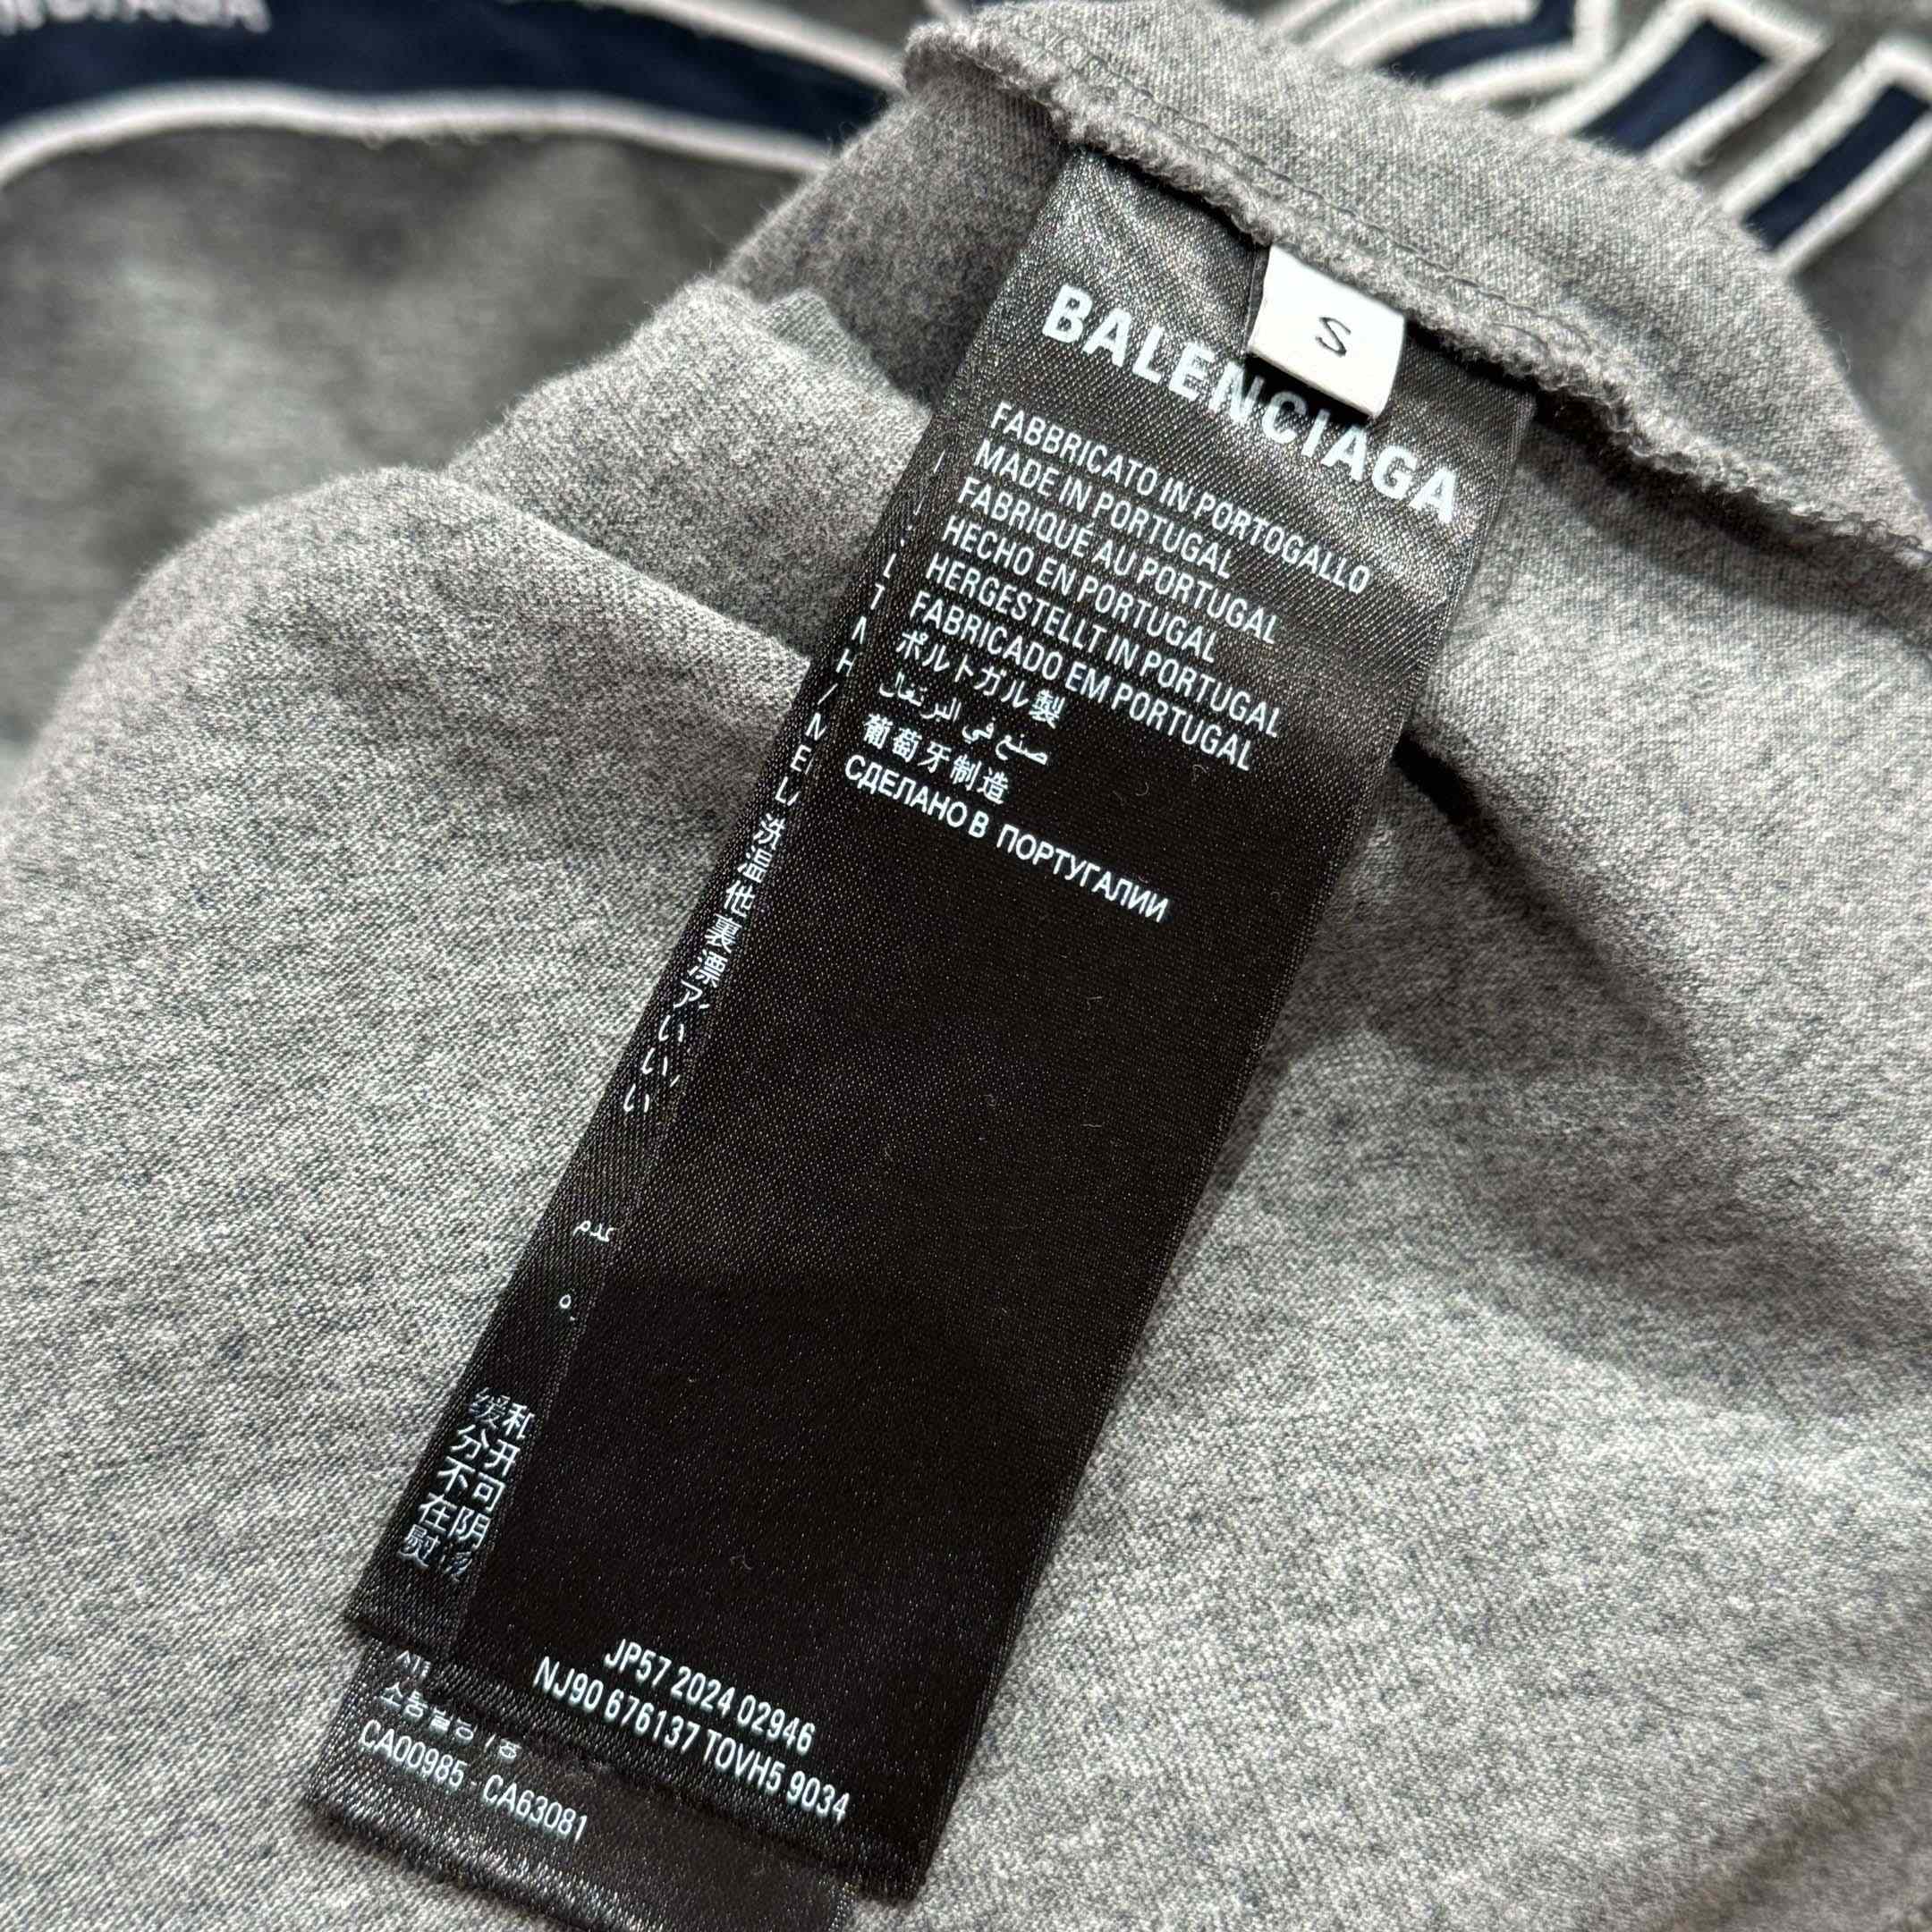 S
BALENCIAGA
FABBRICATO IN PORTOGALLO
MADE IN PORTUGAL
FABRIQUÉ AU PORTUGAL
HECHO EN PORTUGAL
HERGESTELLT IN PORTUGAL
FABRICADO EM PORTUGAL
ポルトガル製
صنع في البرتغال
葡萄牙制造
СДЕЛАНО В ПОРТУГАЛИИ
JP57 2024 02946
NJ90 676137 TOVH5 9034
CA00985 - CA63081